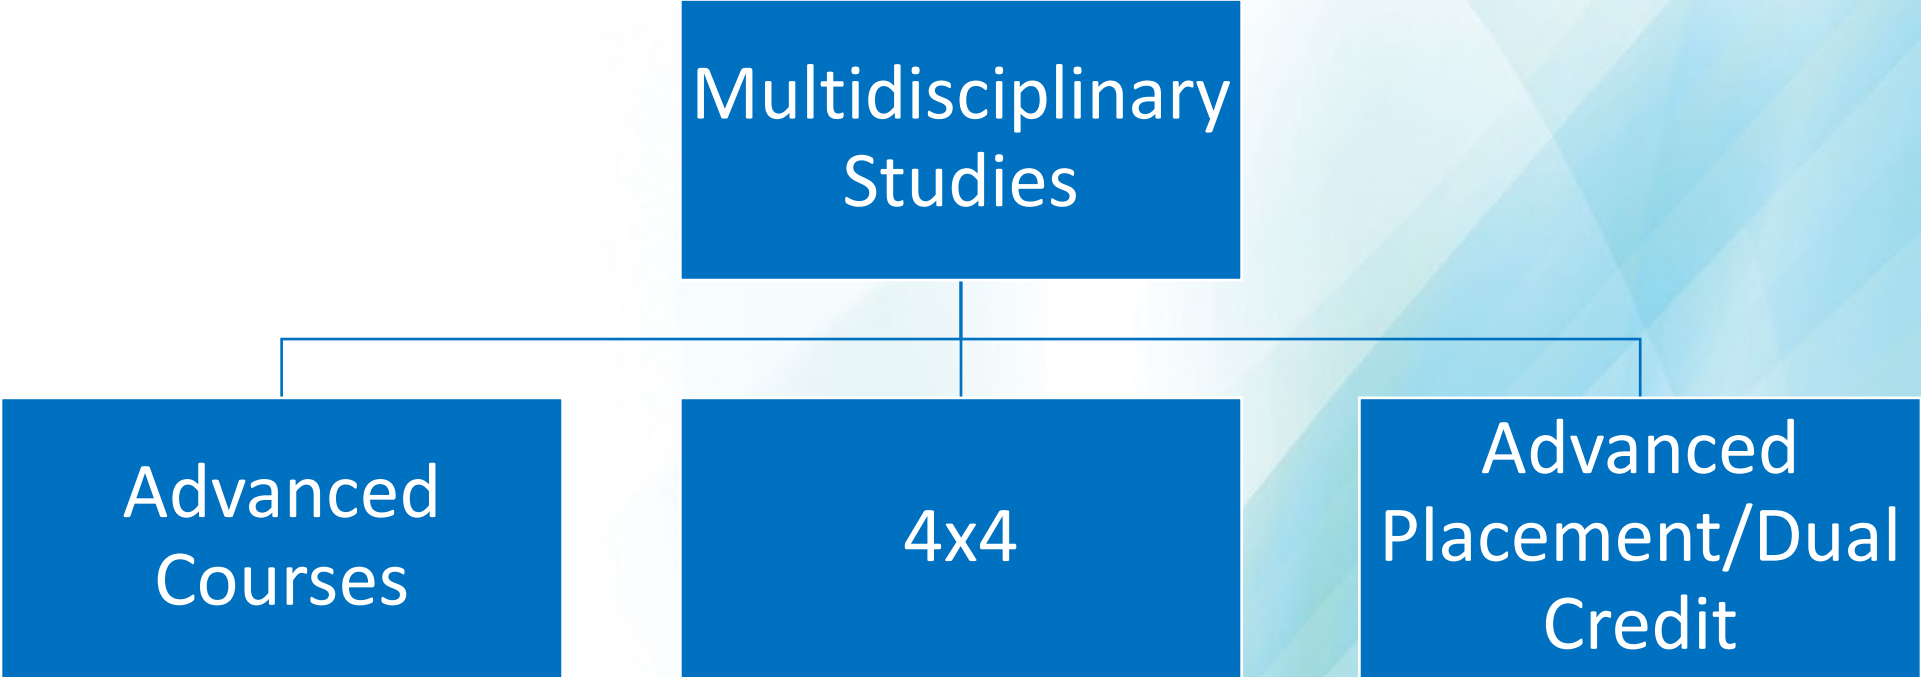 Multidisciplinary
Studies
Advanced
Courses
4x4
Advanced
Placement/Dual
Credit